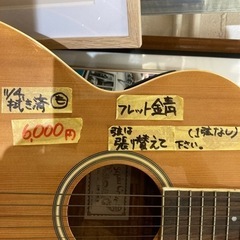 11/4
拭き済
6,000円
フレット錆
弦は
張り替えて
下さい。
(1弦なし)